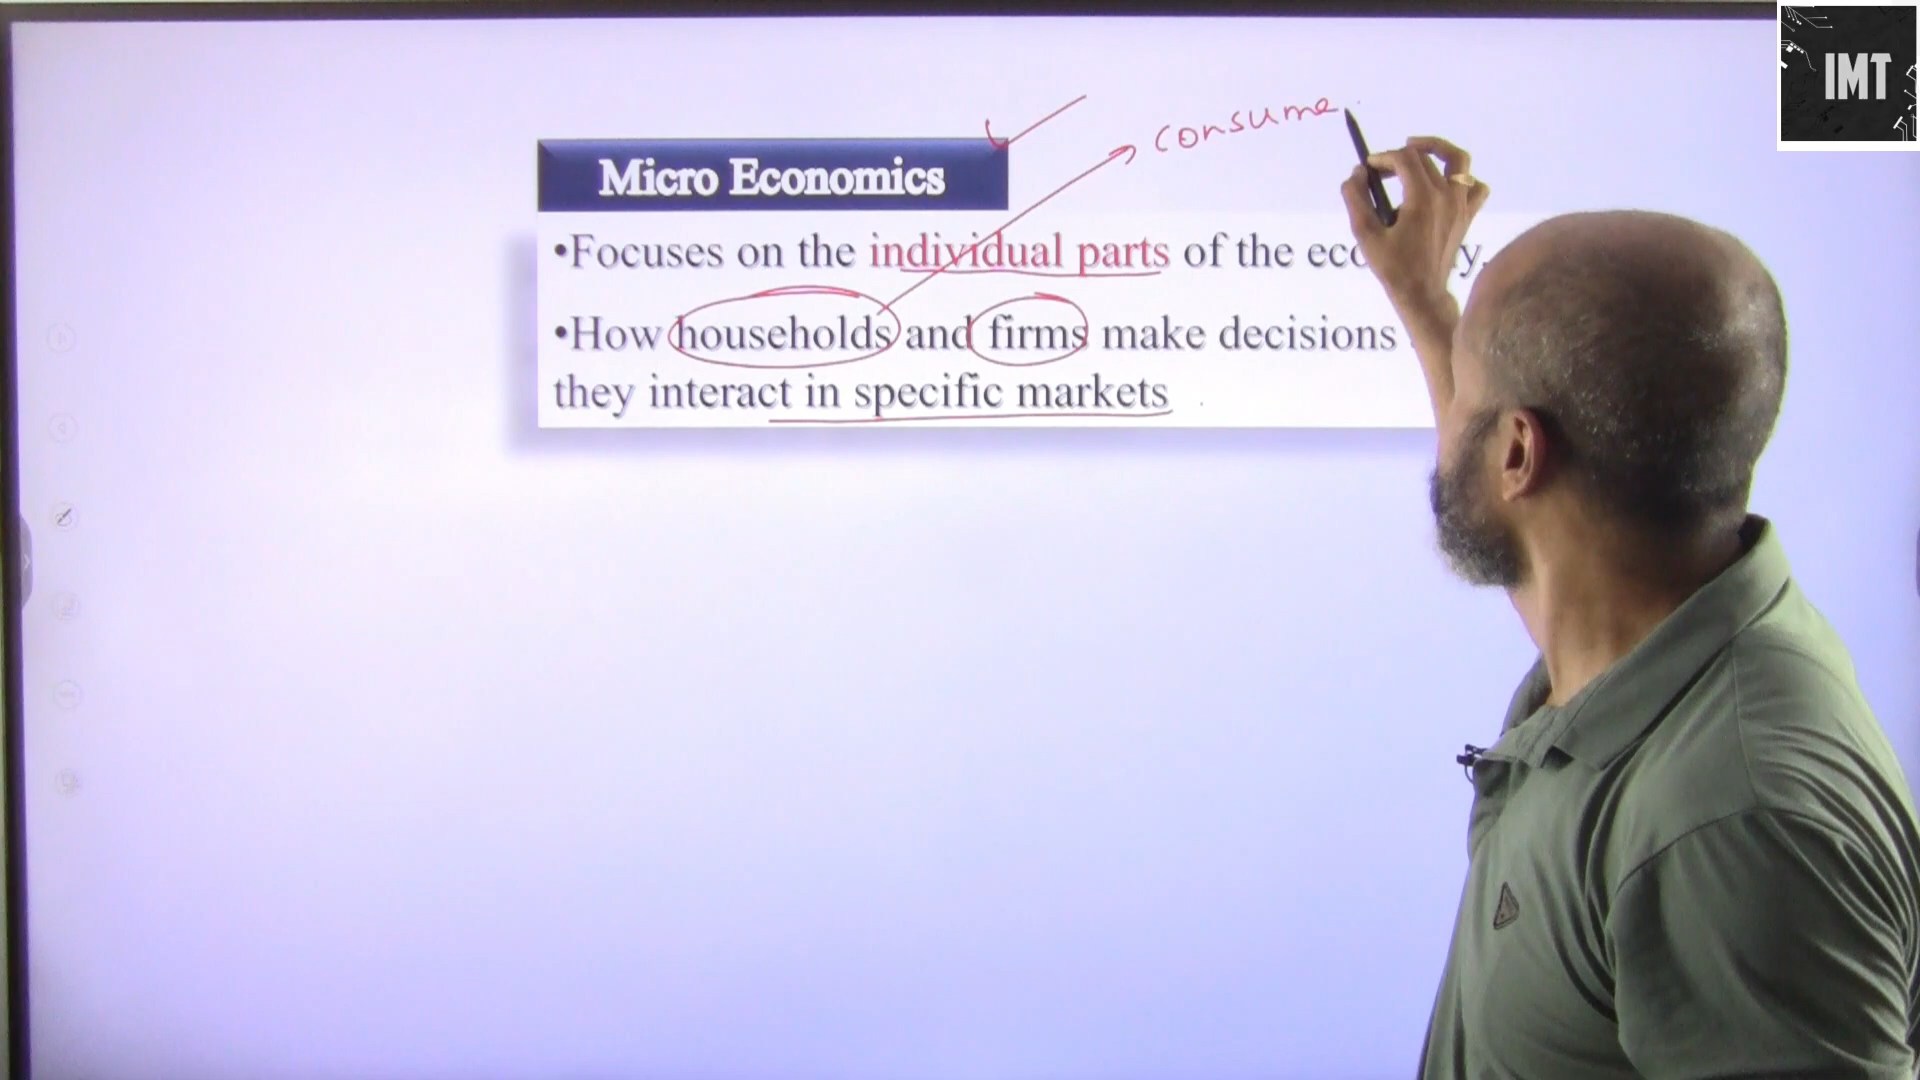 IMT
consume
Micro Economics
•Focuses on the individual parts of the
•How households and firms make decisions
they interact in specific markets